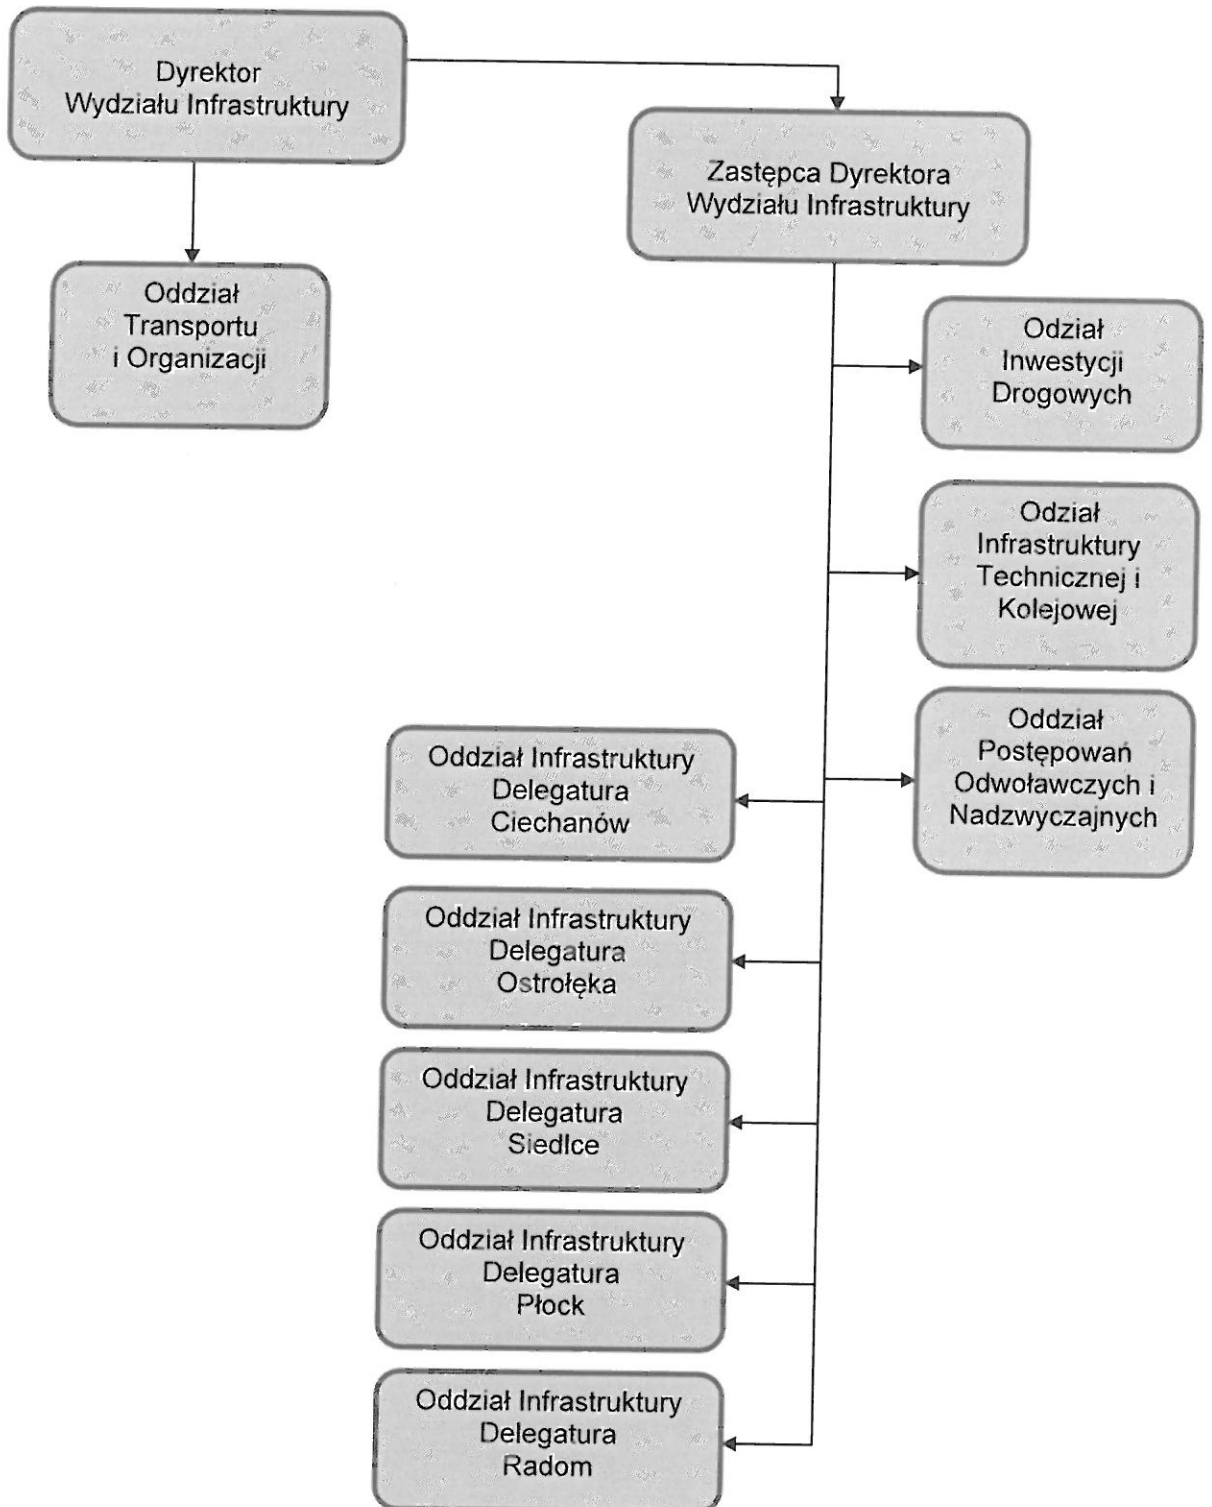 Dyrektor
Wydziału Infrastruktury
Zastępca Dyrektora
Wydziału Infrastruktury
Oddział
Transportu
i Organizacji
Odział
Inwestycji
Drogowych
Odział
Infrastruktury
Technicznej i
Kolejowej
Oddział
Postępowań
Odwoławczych i
Nadzwyczajnych
Oddział Infrastruktury
Delegatura
Ciechanów
Oddział Infrastruktury
Delegatura
Ostrołęka
Oddział Infrastruktury
Delegatura
Siedlce
Oddział Infrastruktury
Delegatura
Płock
Oddział Infrastruktury
Delegatura
Radom